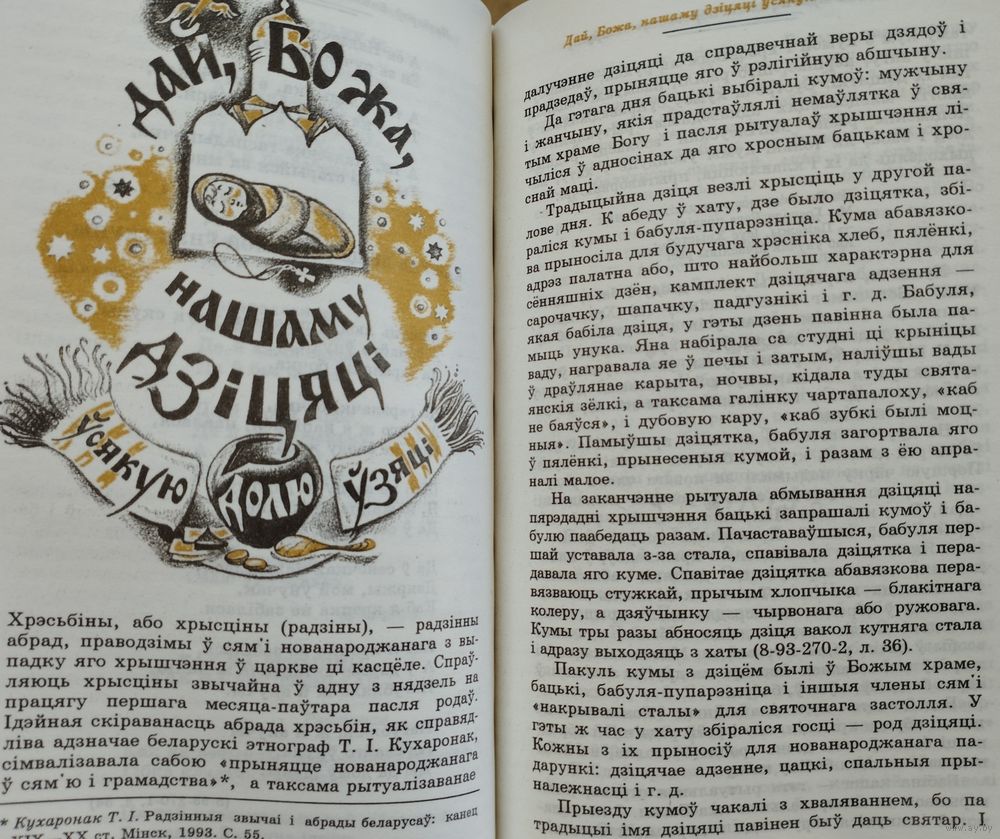 ДАЙ, БОЖА,
НАШАМУ
ДЗІЦЯЦІ
ЎСЯКУЮ
ДОЛЮ
ЎЗЯЦІ
Хрэсьбіны, або хрысціны (радзіны), — радзінны
абрад, праводзімы ў сям'і нованароджанага з вы-
падку яго хрышчэння ў царкве ці касцёле. Спраў-
ляюць хрысціны звычайна ў адну з нядзель на
працягу першага месяца-паўтара пасля родаў.
Ідэйная скіраванасць абрада хрэсьбін, як справяд-
ліва адзначае беларускі этнограф Т. І. Кухаронак,
сімвалізавала сабою «прыняцце нованароджанага
ў сям'ю і грамадства»*, а таксама рытуалізаванае
* Кухаронак Т. І. Радзінныя звычаі і абрады беларусаў: канец
XIX—XX ст. Мінск, 1993. С. 55.
Дай, Божа, нашаму дзіцяці ўсякую
далучэнне дзіцяці да спрадвечнай веры дзядоў і
прадзедаў, прыняцце яго ў рэлігійную абшчыну.
Да гэтага дня бацькі выбіралі кумоў: мужчыну
і жанчыну, якія прадстаўлялі немаўлятка ў свя-
тым храме Богу і пасля рытуалаў хрышчэння лі-
чыліся ў адносінах да яго хросным бацькам і хро-
снай маці.
Традыцыйна дзіця везлі хрысціць у другой па-
лове дня. К абеду ў хату, дзе было дзіцятка, збі-
раліся кумы і бабуля-пупарэзніца. Кума абавязко-
ва прыносіла для будучага хрэсніка хлеб, пялёнкі,
адрэз палатна або, што найбольш характэрна для
сённяшніх дзён, камплект дзіцячага адзення —
сарочачку, шапачку, падгузнікі і г. д. Бабуля,
якая бабіла дзіця, у гэты дзень павінна была па-
мыць унука. Яна набірала са студні ці крыніцы
ваду, награвала яе ў печы і затым, наліўшы вады
ў драўлянае карыта, ночвы, кідала туды свята-
янскія зёлкі, а таксама галінку чартапалоху, «каб
не баяўся», і дубовую кару, «каб зубкі былі моц-
ныя». Памыўшы дзіцятка, бабуля загортвала яго
ў пялёнкі, прынесеныя кумой, і разам з ёю апра-
налі малое.
На заканчэнне рытуала абмывання дзіцяці на-
пярэдадні хрышчэння бацькі запрашалі кумоў і ба-
булю паабедаць разам. Пачаставаўшыся, бабуля пер-
шай уставала з-за стала, спавівала дзіцятка і пера-
давала яго куме. Спавітае дзіцятка абавязкова пера-
вязваюць стужкай, прычым хлопчыка — блакітнага
колеру, а дзяўчынку — чырвонага або ружовага.
Кумы тры разы абносяць дзіця вакол кутняга стала
і адразу выходзяць з хаты (8-93-270-2, л. 36).
Пакуль кумы з дзіцём былі ў Божым храме,
бацькі, бабуля-пупарэзніца і іншыя члены сям'і
«накрывалі сталы» для святочнага застолля. У
гэты ж час у хату збіраліся госці — род дзіцяці.
Кожны з іх прыносіў для нованароджанага па-
дарункі: дзіцячае адзенне, цацкі, спальныя пры-
належнасці і г. д.
Прыезду кумоў чакалі з хваляваннем, бо па
традыцыі імя дзіцяці павінен быў даць святар. І
www.ay.by